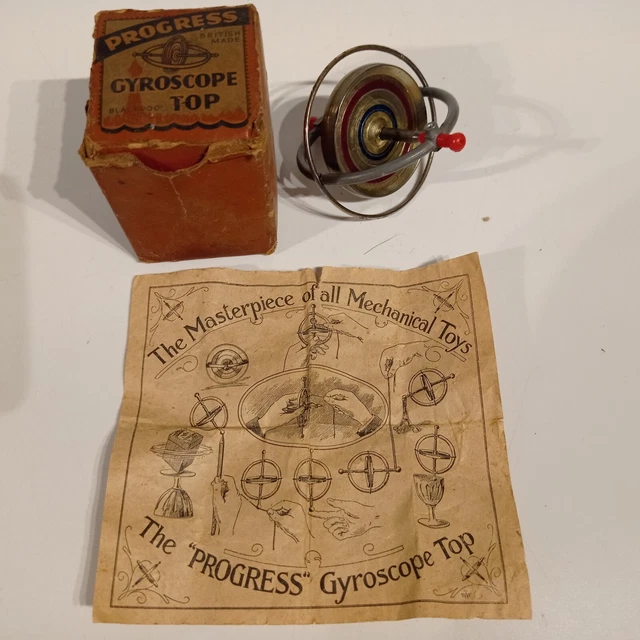 PROGRESS
BRITISH
MADE
GYROSCOPE
TOP
The Masterpiece of all Mechanical Toys
The "PROGRESS" Gyroscope Top